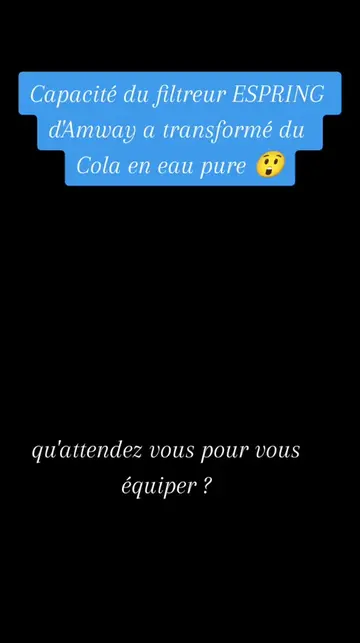 Capacité du filtreur ESPRING
d'Amway a transformé du
Cola en eau pure 😲
qu'attendez vous pour vous
équiper ?